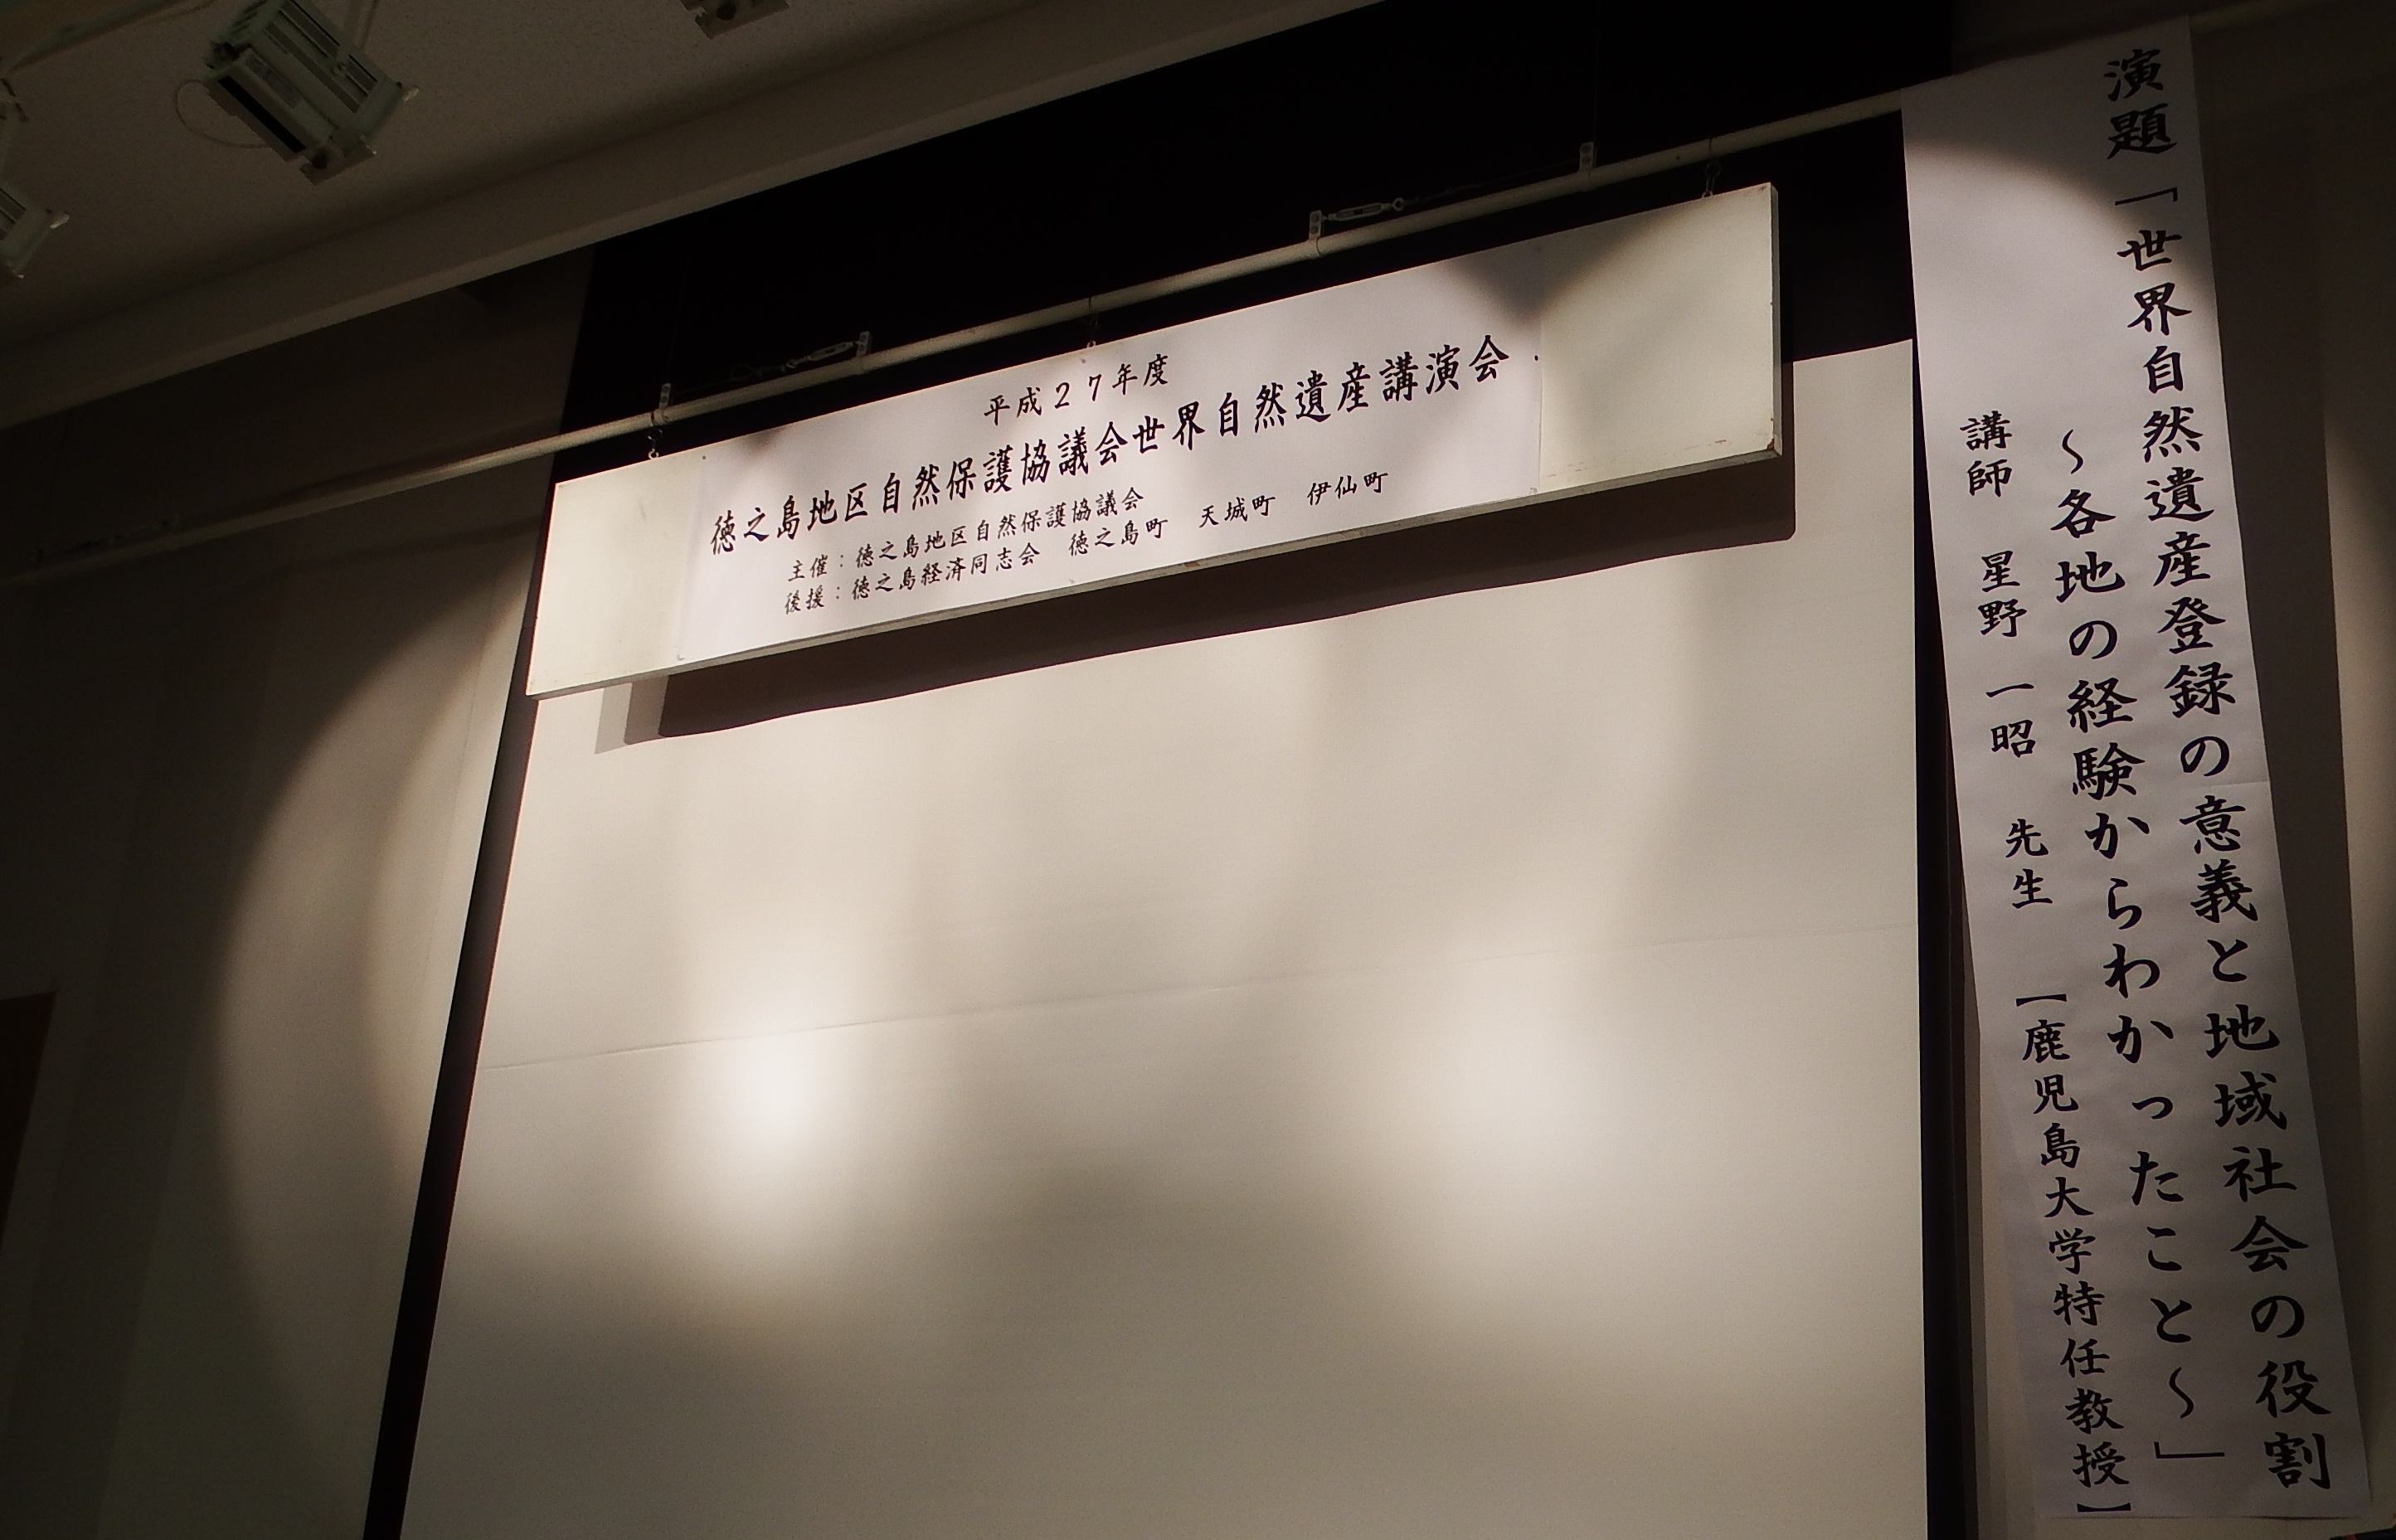 平成２７年度
徳之島地区自然保護協議会世界自然遺産講演会
主催：徳之島地区自然保護協議会
後援：徳之島経済同志会　徳之島町　天城町　伊仙町
演題「世界自然遺産登録の意義と地域社会の役割
～各地の経験からわかったこと～」
講師　星野　一昭　先生　【鹿児島大学特任教授】